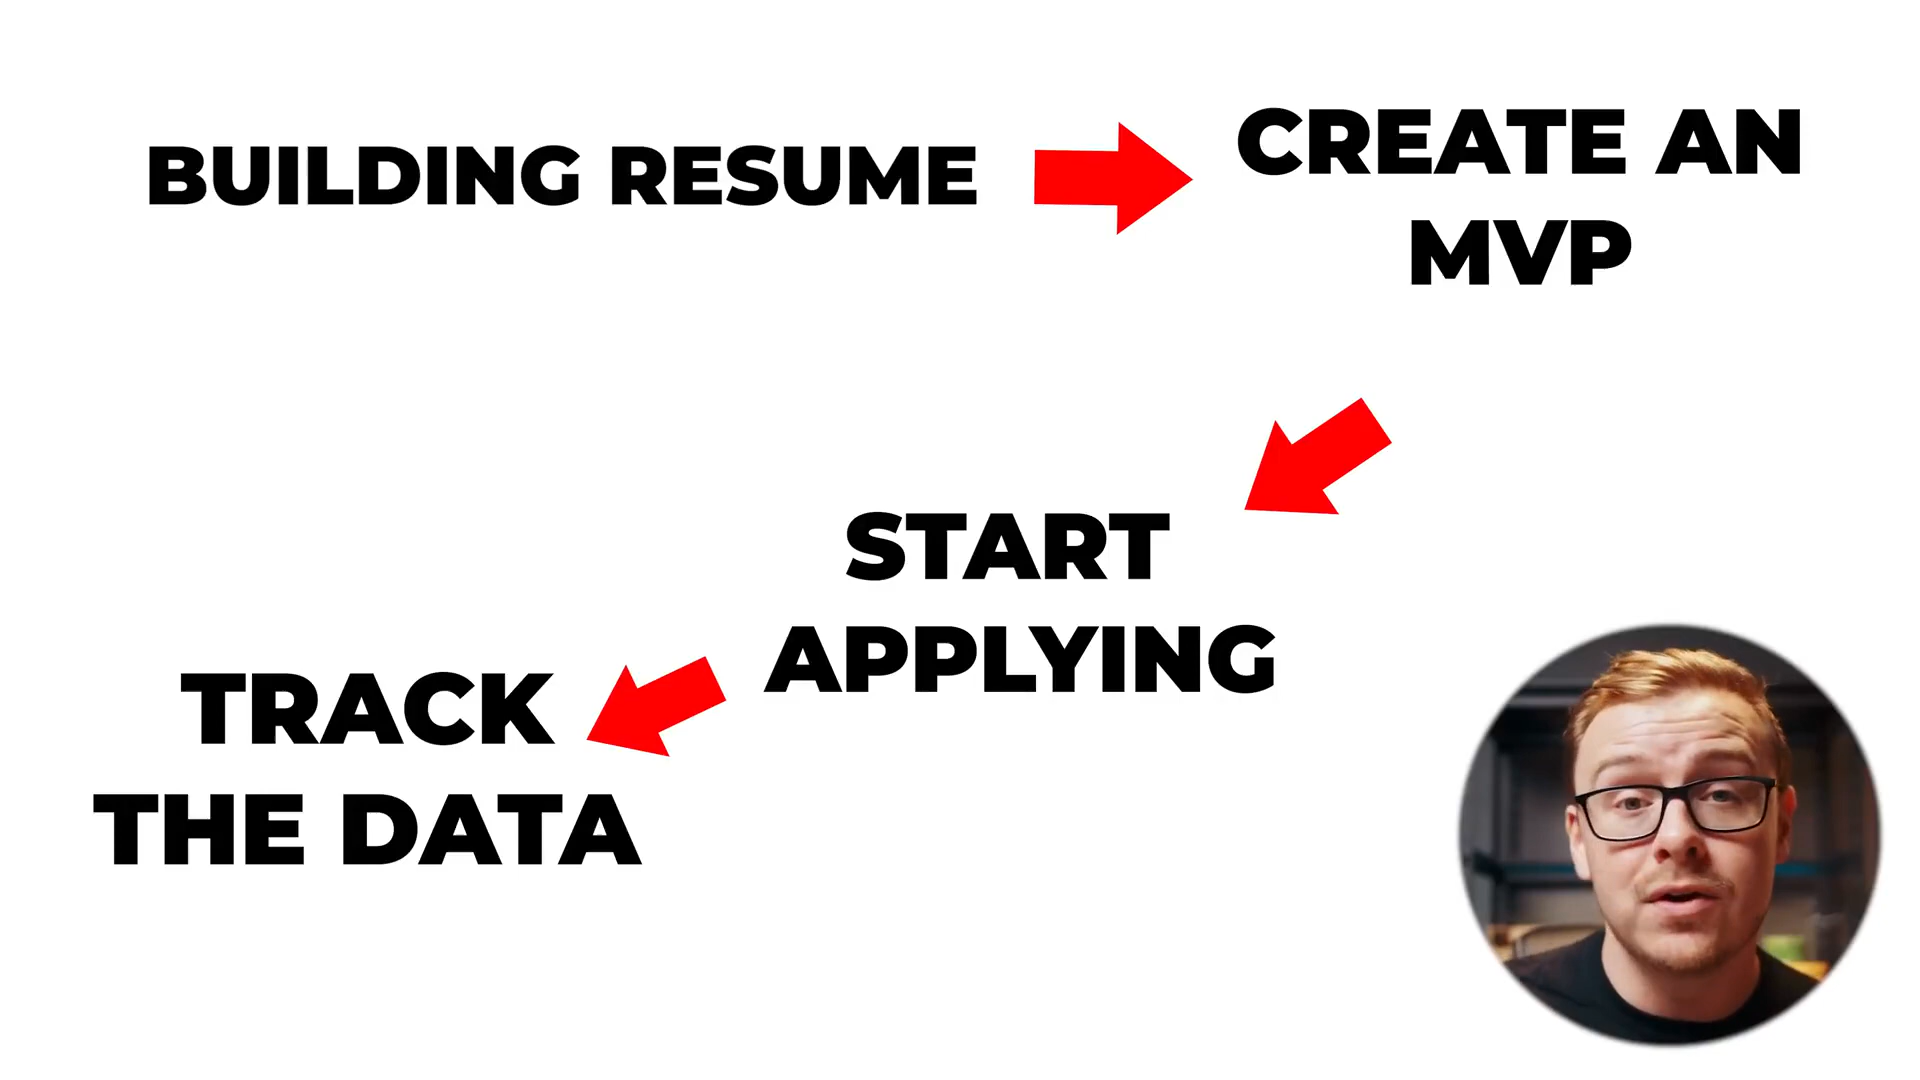 BUILDING RESUME
CREATE AN
MVP
START
APPLYING
TRACK
THE DATA